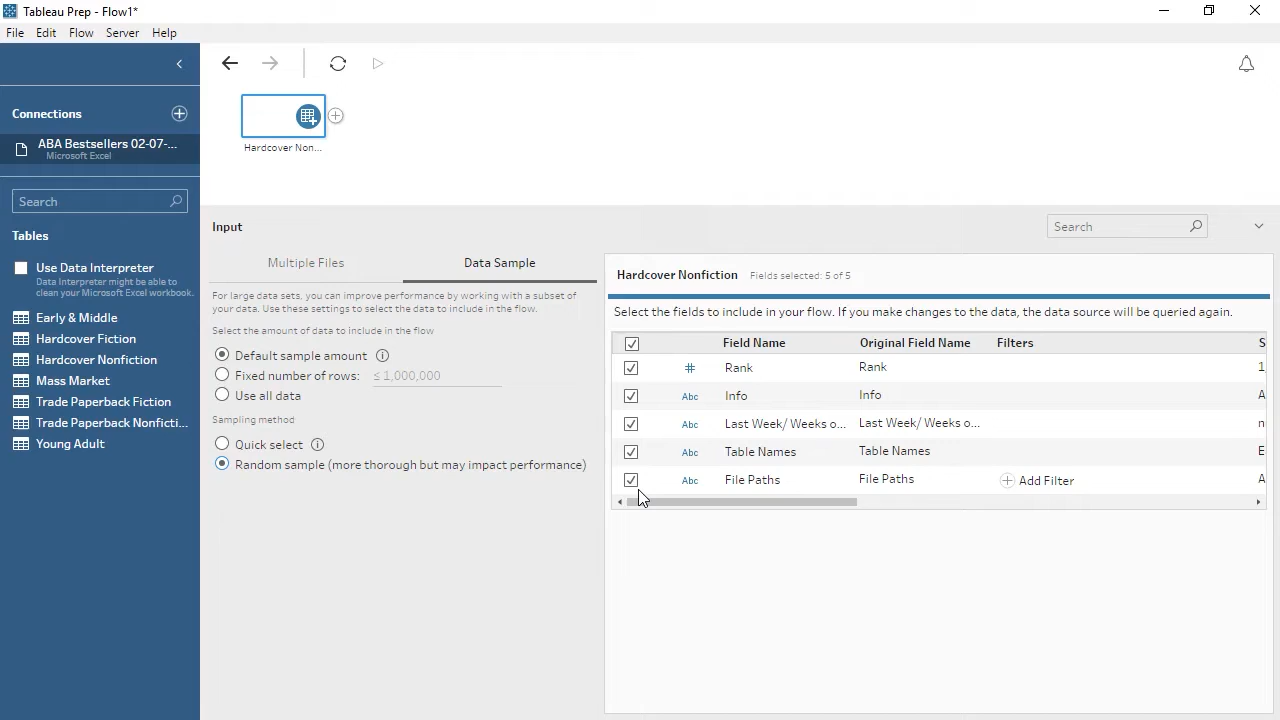 Tableau Prep - Flow1*
File Edit Flow Server Help
Connections
ABA Bestsellers 02-07-...
Microsoft Excel
Search
Tables
Use Data Interpreter
Data Interpreter might be able to
clean your Microsoft Excel workbook.
Early & Middle
Hardcover Fiction
Hardcover Nonfiction
Mass Market
Trade Paperback Fiction
Trade Paperback Nonficti...
Young Adult
Hardcover Non...
Input
Search
Multiple Files Data Sample
For large data sets, you can improve performance by working with a subset of
your data. Use these settings to select the data to include in the flow.
Select the amount of data to include in the flow
Default sample amount
Fixed number of rows: ≤ 1,000,000
Use all data
Sampling method
Quick select
Random sample (more thorough but may impact performance)
Hardcover Nonfiction Fields selected: 5 of 5
Select the fields to include in your flow. If you make changes to the data, the data source will be queried again.
Field Name Original Field Name Filters S
# Rank Rank 1
Abc Info Info A
Abc Last Week/ Weeks o... Last Week/ Weeks o... n
Abc Table Names Table Names E
Abc File Paths File Paths Add Filter A